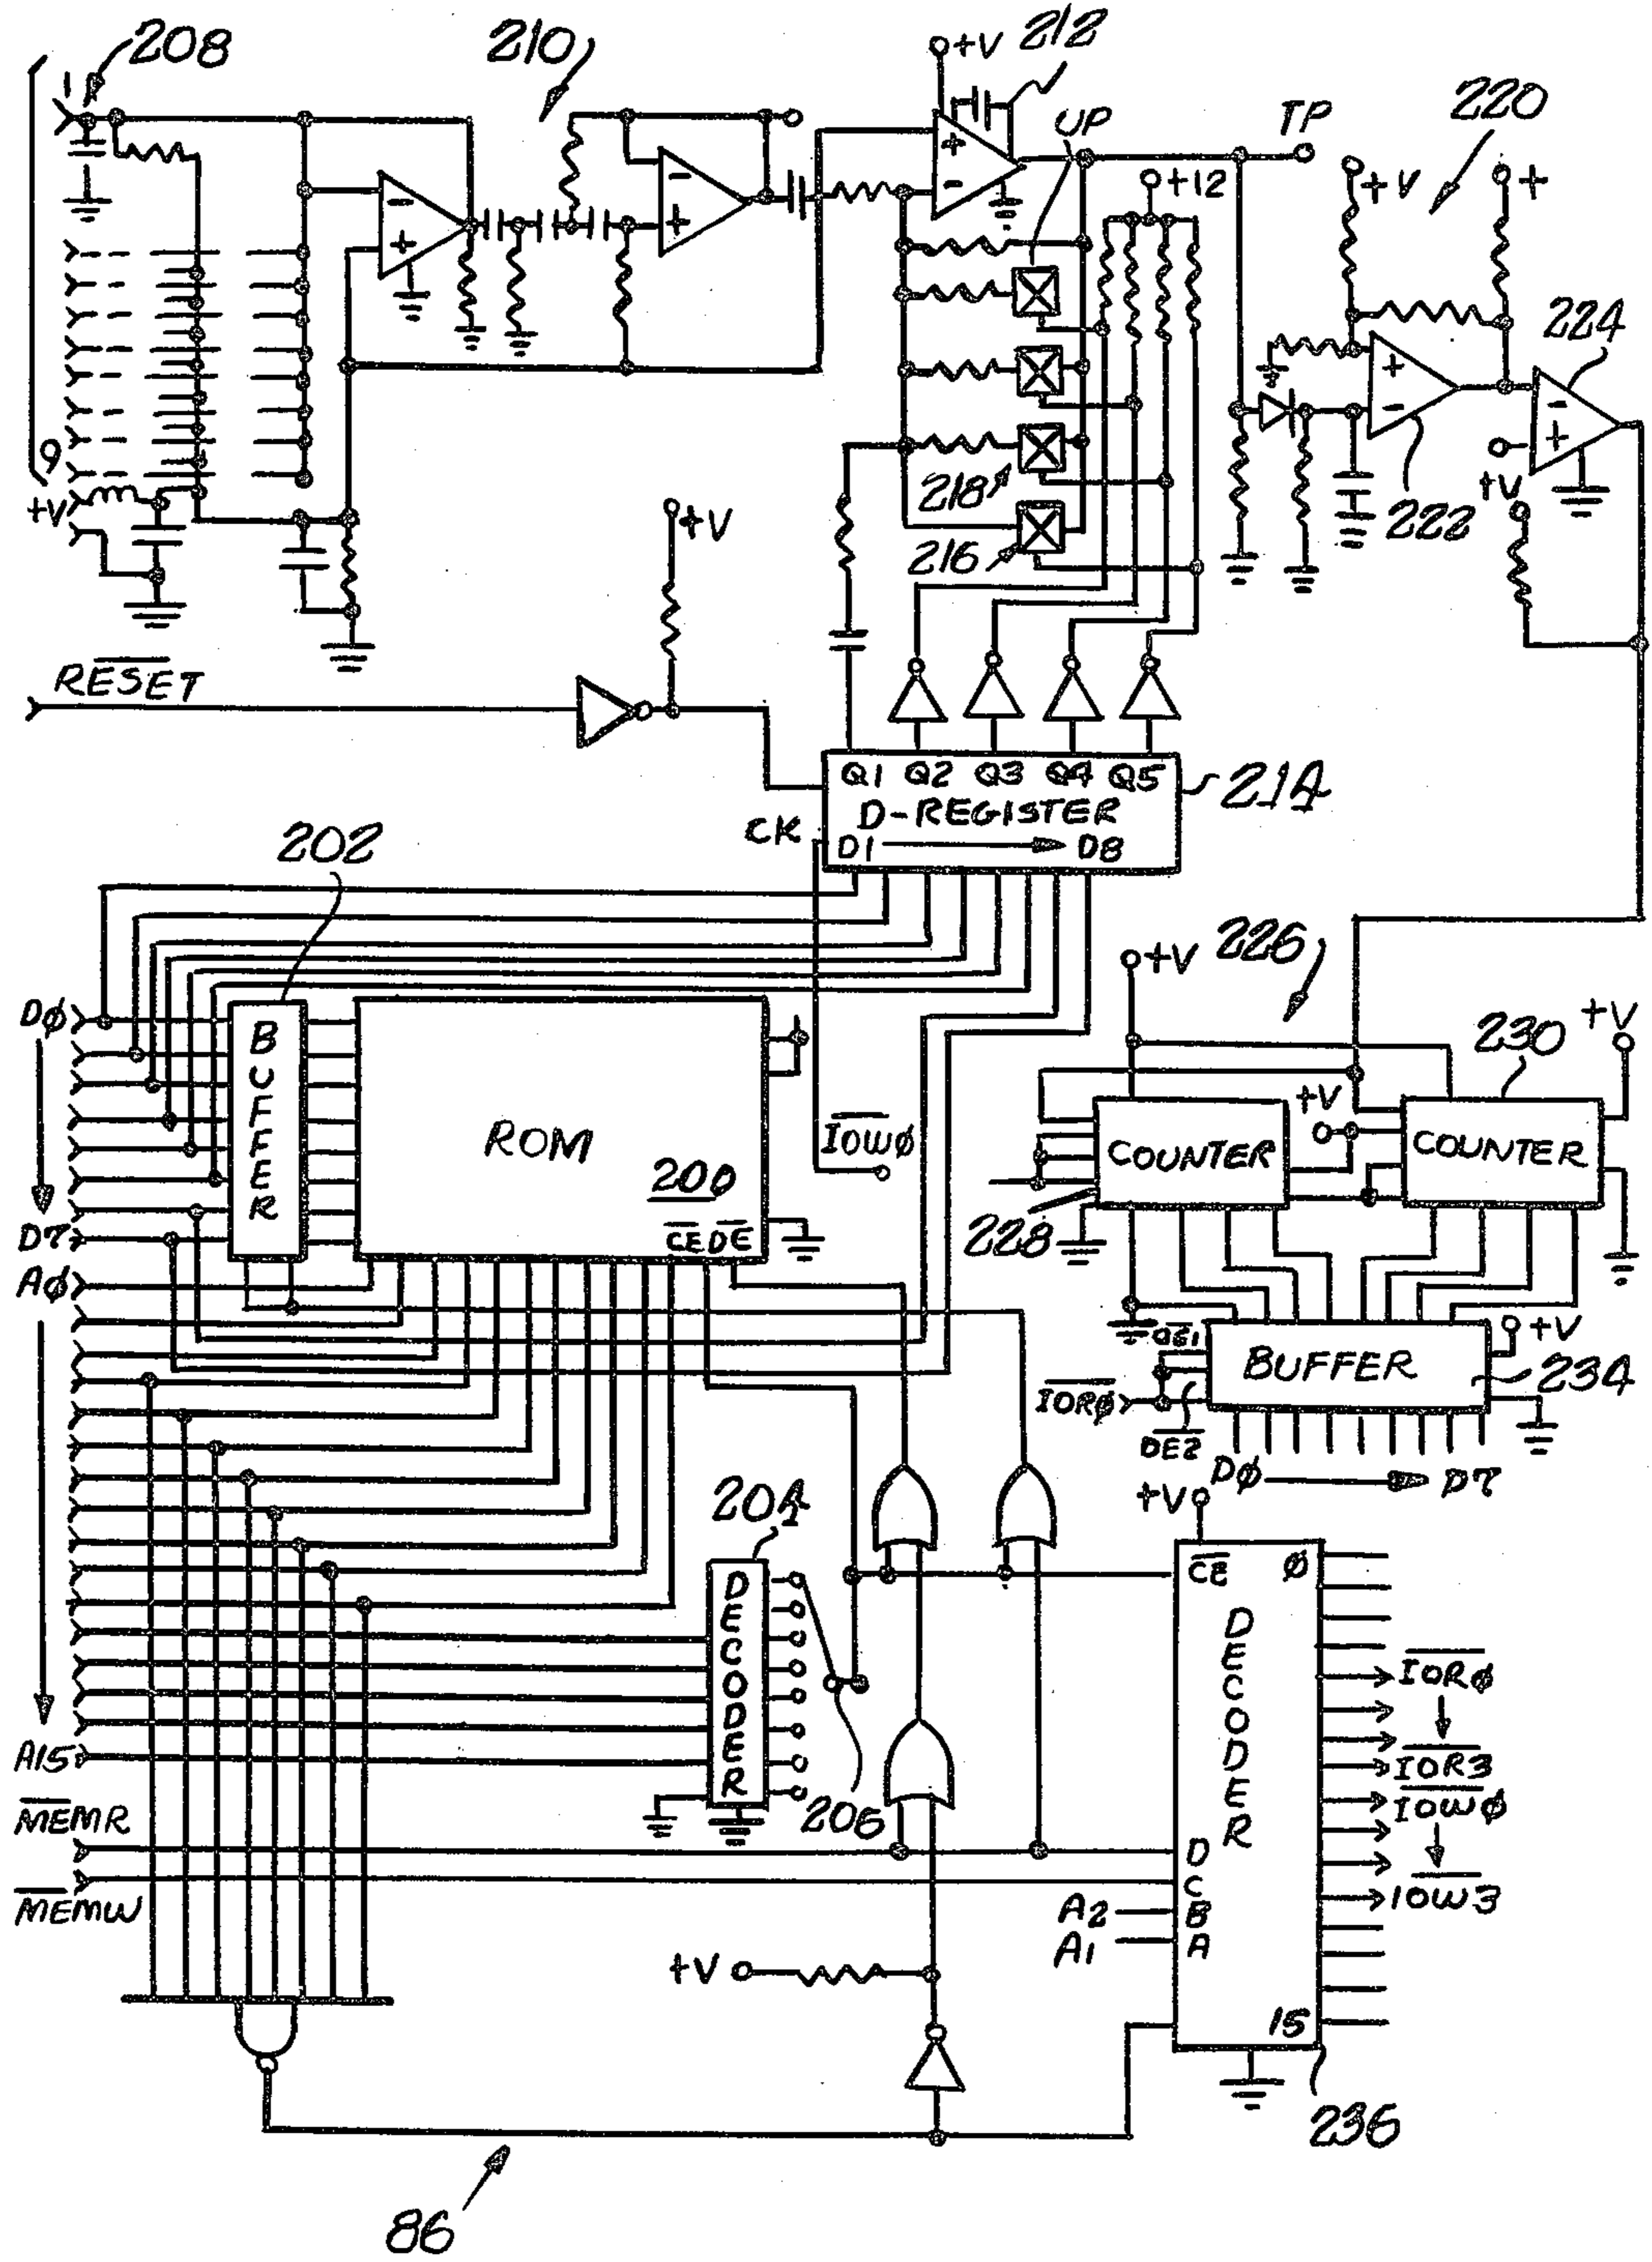 208
210
+V
212
1
UP
TP
220
+V
+
+12
224
9
+V
218
216
222
+V
+V
RESET
Q1 Q2 Q3 Q4 Q5
D-REGISTER
D1 D8
214
CK
202
226
+V
DØ
BUFFER
ROM
200
CE DE
IOWØ
230
+V
+V
COUNTER
COUNTER
228
D7
AØ
OE1
+V
BUFFER
234
IORØ
DE2
DØ D7
204
+V
DECODER
206
CE Ø
DECODER
IORØ
IOR3
IOWØ
IOW3
A15
MEMR
MEMW
D
C
A2 B
A1 A
+V
15
236
86